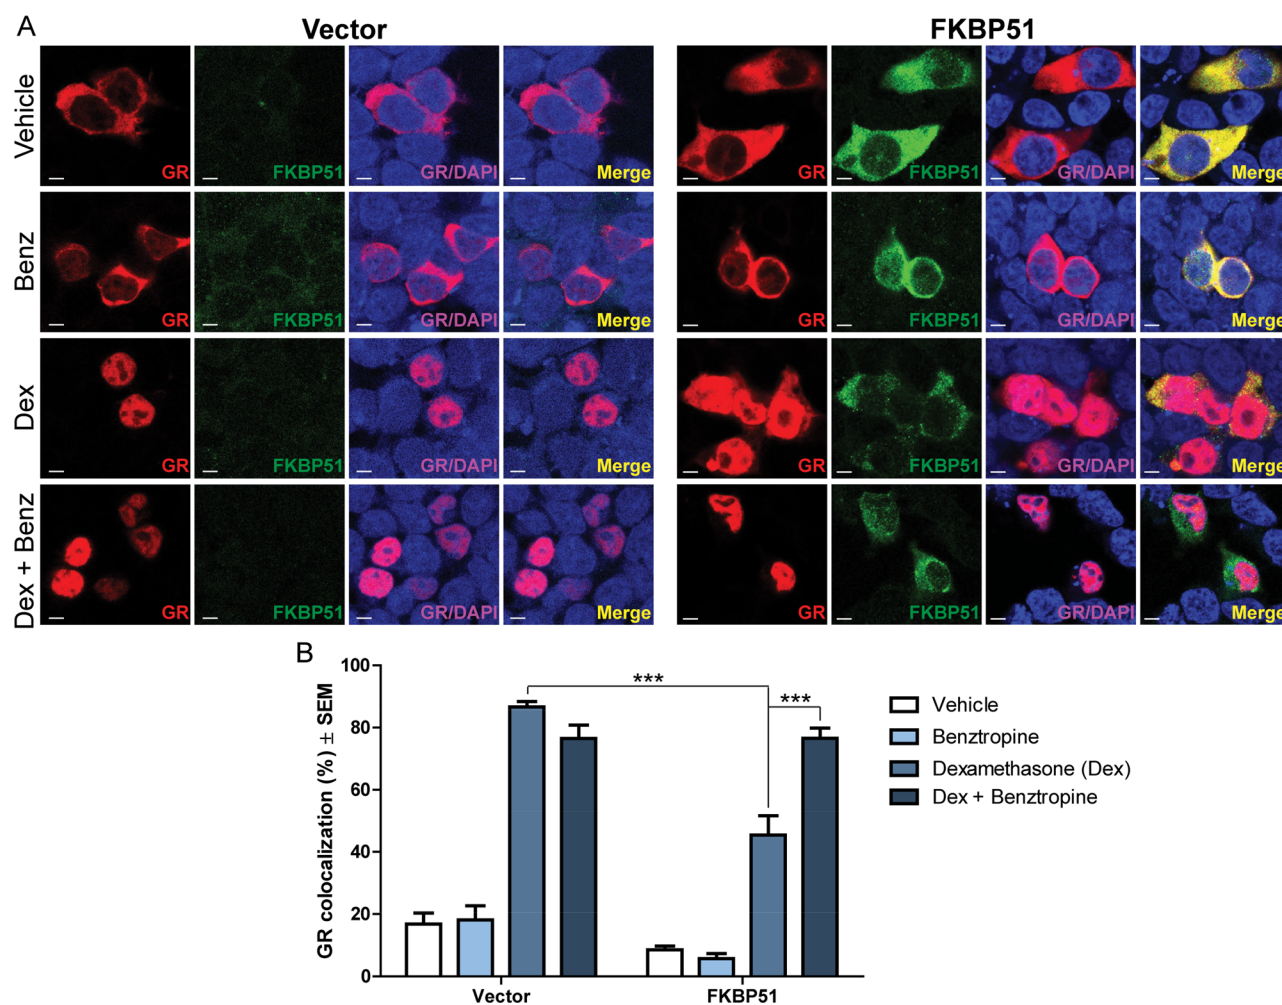 A
Vector
FKBP51
Vehicle
GR
FKBP51
GR/DAPI
Merge
GR
FKBP51
GR/DAPI
Merge
Benz
GR
FKBP51
GR/DAPI
Merge
GR
FKBP51
GR/DAPI
Merge
Dex
GR
FKBP51
GR/DAPI
Merge
GR
FKBP51
GR/DAPI
Merge
Dex + Benz
GR
FKBP51
GR/DAPI
Merge
GR
FKBP51
GR/DAPI
Merge
B
GR colocalization (%) ± SEM
100
80
60
40
20
0
***
***
Vector
FKBP51
Vehicle
Benztropine
Dexamethasone (Dex)
Dex + Benztropine